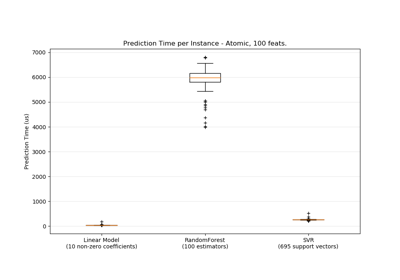 Prediction Time per Instance - Atomic, 100 feats.
7000
6000
5000
4000
3000
2000
1000
0
Prediction Time (us)
Linear Model
(10 non-zero coefficients)
RandomForest
(100 estimators)
SVR
(695 support vectors)